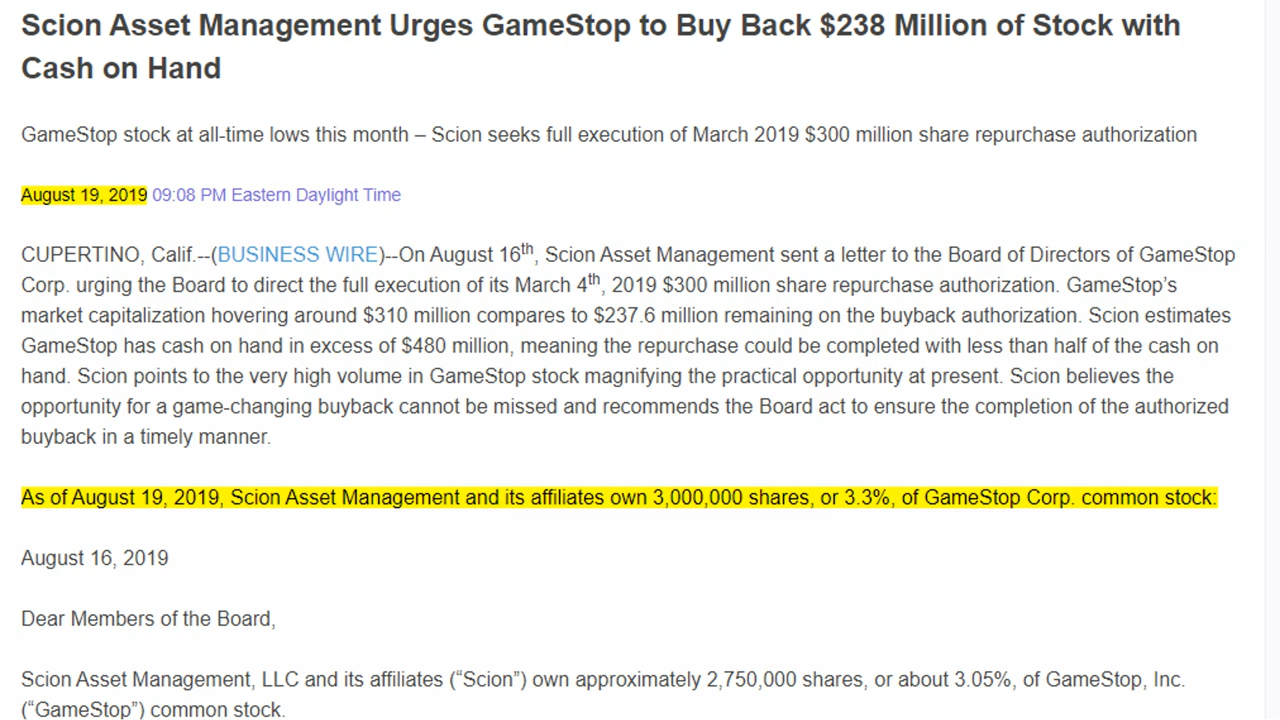 Scion Asset Management Urges GameStop to Buy Back $238 Million of Stock with
Cash on Hand
GameStop stock at all-time lows this month – Scion seeks full execution of March 2019 $300 million share repurchase authorization
August 19, 2019 09:08 PM Eastern Daylight Time
CUPERTINO, Calif.--(BUSINESS WIRE)--On August 16th, Scion Asset Management sent a letter to the Board of Directors of GameStop
Corp. urging the Board to direct the full execution of its March 4th, 2019 $300 million share repurchase authorization. GameStop’s
market capitalization hovering around $310 million compares to $237.6 million remaining on the buyback authorization. Scion estimates
GameStop has cash on hand in excess of $480 million, meaning the repurchase could be completed with less than half of the cash on
hand. Scion points to the very high volume in GameStop stock magnifying the practical opportunity at present. Scion believes the
opportunity for a game-changing buyback cannot be missed and recommends the Board act to ensure the completion of the authorized
buyback in a timely manner.
As of August 19, 2019, Scion Asset Management and its affiliates own 3,000,000 shares, or 3.3%, of GameStop Corp. common stock:
August 16, 2019
Dear Members of the Board,
Scion Asset Management, LLC and its affiliates (“Scion”) own approximately 2,750,000 shares, or about 3.05%, of GameStop, Inc.
(“GameStop”) common stock.